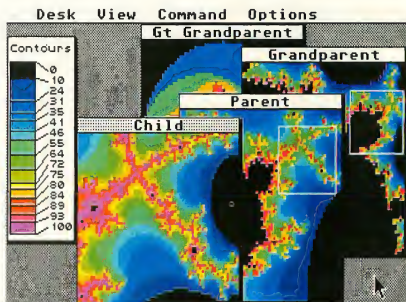 Desk View Command Options
Gt Grandparent
Contours
Grandparent
Parent
Child
0
10
24
31
35
41
46
55
64
72
75
80
84
89
93
100